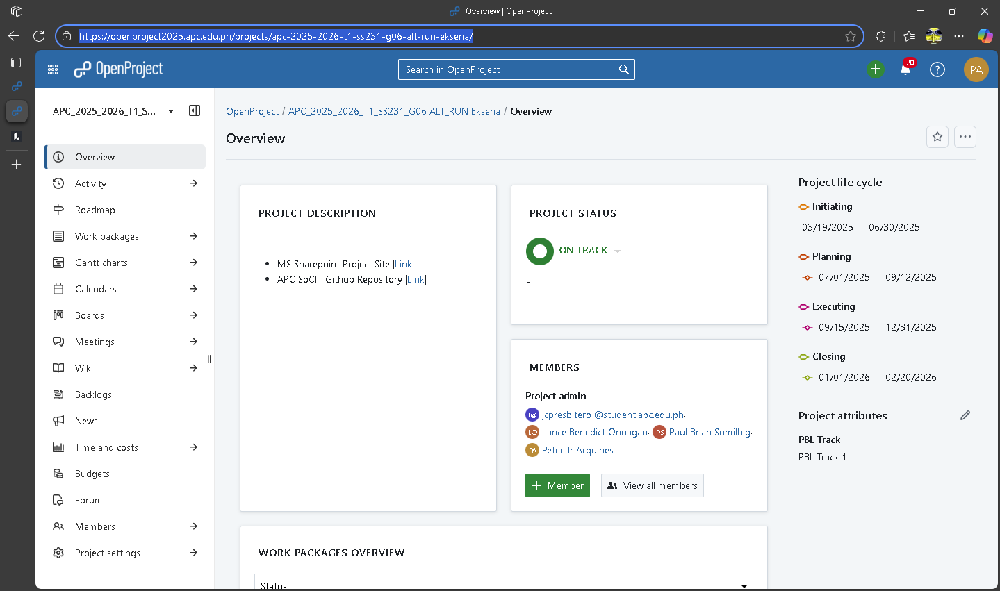 Overview | OpenProject
https://openproject2025.apc.edu.ph/projects/apc-2025-2026-t1-ss231-g06-alt-run-eksena/
OpenProject
Search in OpenProject
20
PA
APC_2025_2026_T1_S...
Overview
Activity
Roadmap
Work packages
Gantt charts
Calendars
Boards
Meetings
Wiki
Backlogs
News
Time and costs
Budgets
Forums
Members
Project settings
OpenProject / APC_2025_2026_T1_SS231_G06 ALT_RUN Eksena / Overview
Overview
PROJECT DESCRIPTION
• MS Sharepoint Project Site |Link|
• APC SoCIT Github Repository |Link|
PROJECT STATUS
ON TRACK
-
MEMBERS
Project admin
J@ jcpresbitero @student.apc.edu.ph,
LO Lance Benedict Onnagan, PS Paul Brian Sumilhig,
PA Peter Jr Arquines
+ Member
View all members
WORK PACKAGES OVERVIEW
Status
Project life cycle
Initiating
03/19/2025 - 06/30/2025
Planning
07/01/2025 - 09/12/2025
Executing
09/15/2025 - 12/31/2025
Closing
01/01/2026 - 02/20/2026
Project attributes
PBL Track
PBL Track 1